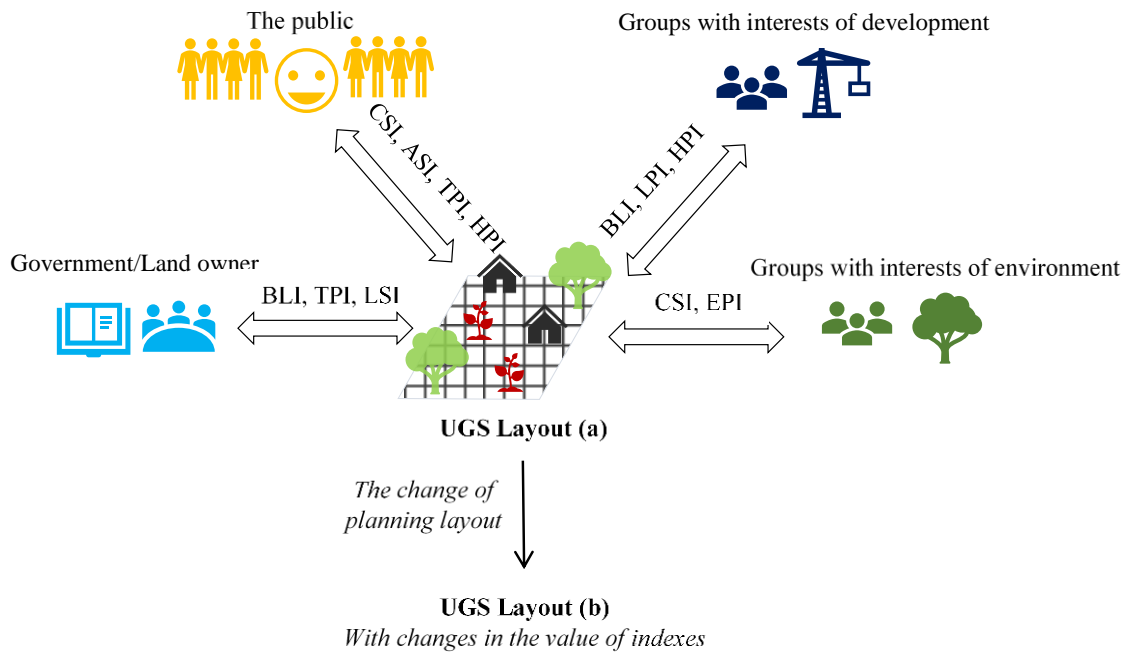 The public
Groups with interests of development
CSI, ASI, TPI, HPI
BLI, LPI, HPI
Government/Land owner
Groups with interests of environment
BLI, TPI, LSI
CSI, EPI
UGS Layout (a)
The change of
planning layout
UGS Layout (b)
With changes in the value of indexes